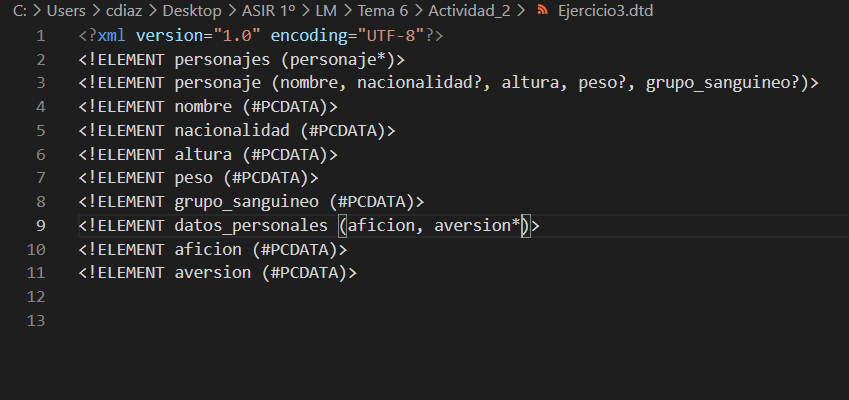 C: > Users > cdiaz > Desktop > ASIR 1º > LM > Tema 6 > Actividad_2 > Ejercicio3.dtd
1 <?xml version="1.0" encoding="UTF-8"?>
2 <!ELEMENT personajes (personaje*)>
3 <!ELEMENT personaje (nombre, nacionalidad?, altura, peso?, grupo_sanguineo?)>
4 <!ELEMENT nombre (#PCDATA)>
5 <!ELEMENT nacionalidad (#PCDATA)>
6 <!ELEMENT altura (#PCDATA)>
7 <!ELEMENT peso (#PCDATA)>
8 <!ELEMENT grupo_sanguineo (#PCDATA)>
9 <!ELEMENT datos_personales (aficion, aversion*)>
10 <!ELEMENT aficion (#PCDATA)>
11 <!ELEMENT aversion (#PCDATA)>
12
13